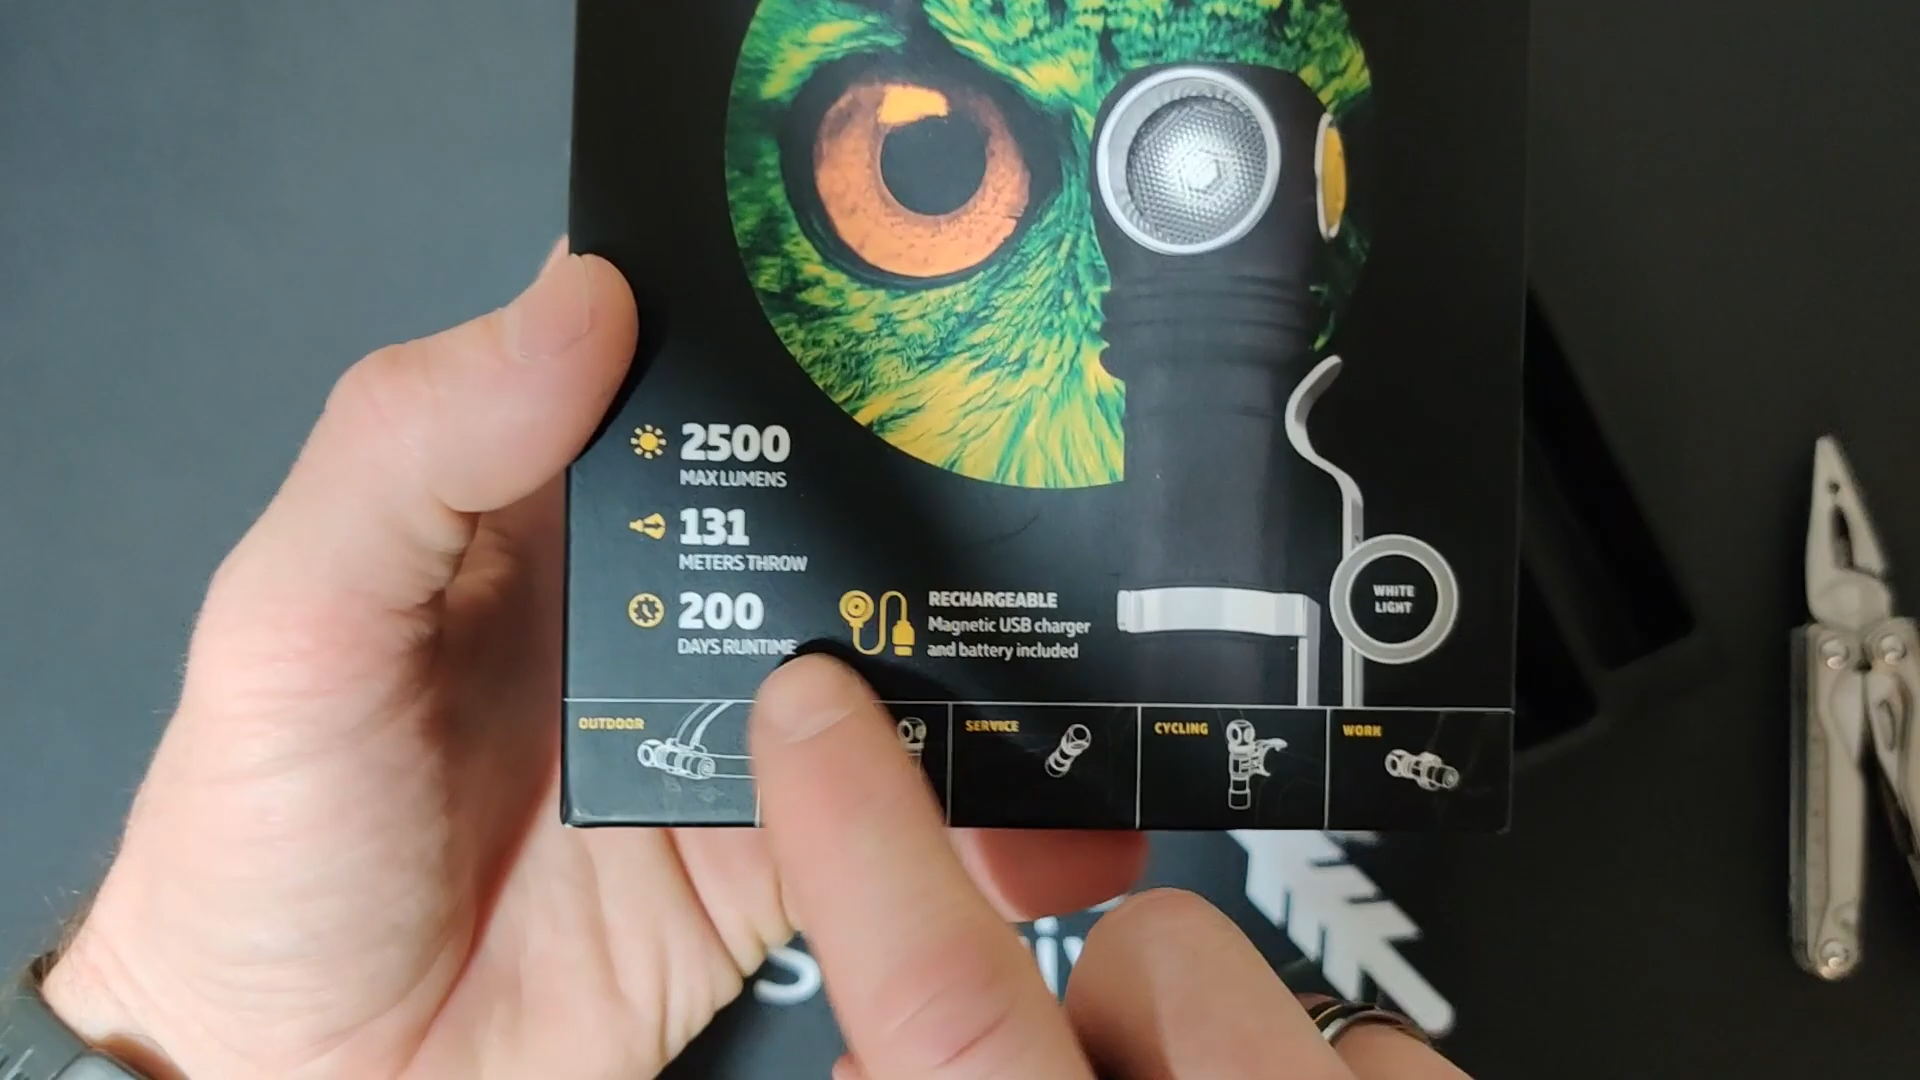 2500
MAX LUMENS
131
METERS THROW
200
DAYS RUNTIME
RECHARGEABLE
Magnetic USB charger
and battery included
WHITE
LIGHT
OUTDOOR
SERVICE
CYCLING
WORK